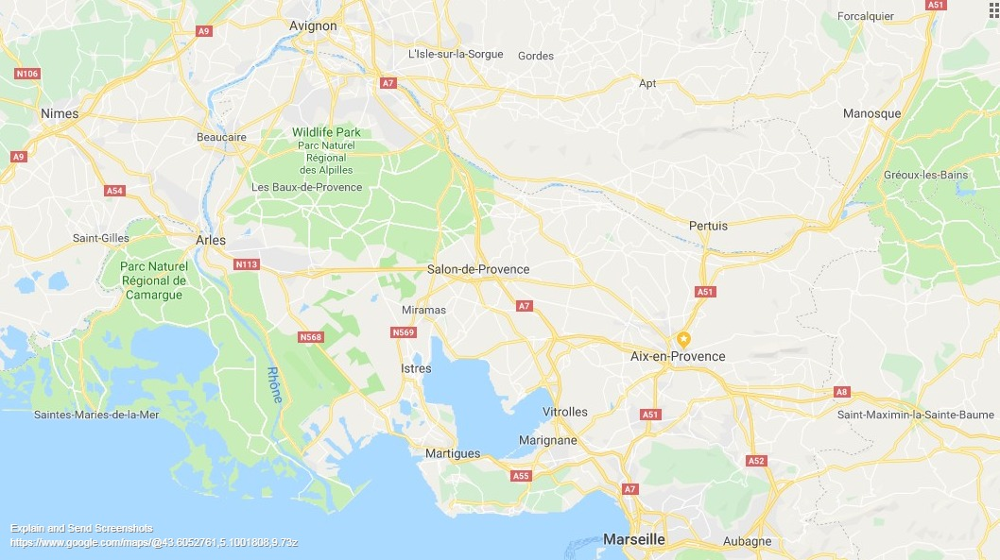 A51
Forcalquier
Avignon
A9
L'Isle-sur-la-Sorgue
Gordes
N106
A7
Apt
Nimes
Manosque
Beaucaire
Wildlife Park
Parc Naturel
Régional
des Alpilles
A9
Gréoux-les-Bains
Les Baux-de-Provence
A54
Pertuis
Saint-Gilles
Arles
N113
Parc Naturel
Régional de
Camargue
Salon-de-Provence
A51
Miramas
A7
N569
N568
Aix-en-Provence
Istres
Rhône
A8
Saintes-Maries-de-la-Mer
Vitrolles
A51
Saint-Maximin-la-Sainte-Baume
Marignane
Martigues
A52
A55
A7
Explain and Send Screenshots
Marseille
Aubagne
https://www.google.com/maps/@43.6052761,5.1001808,9.73z